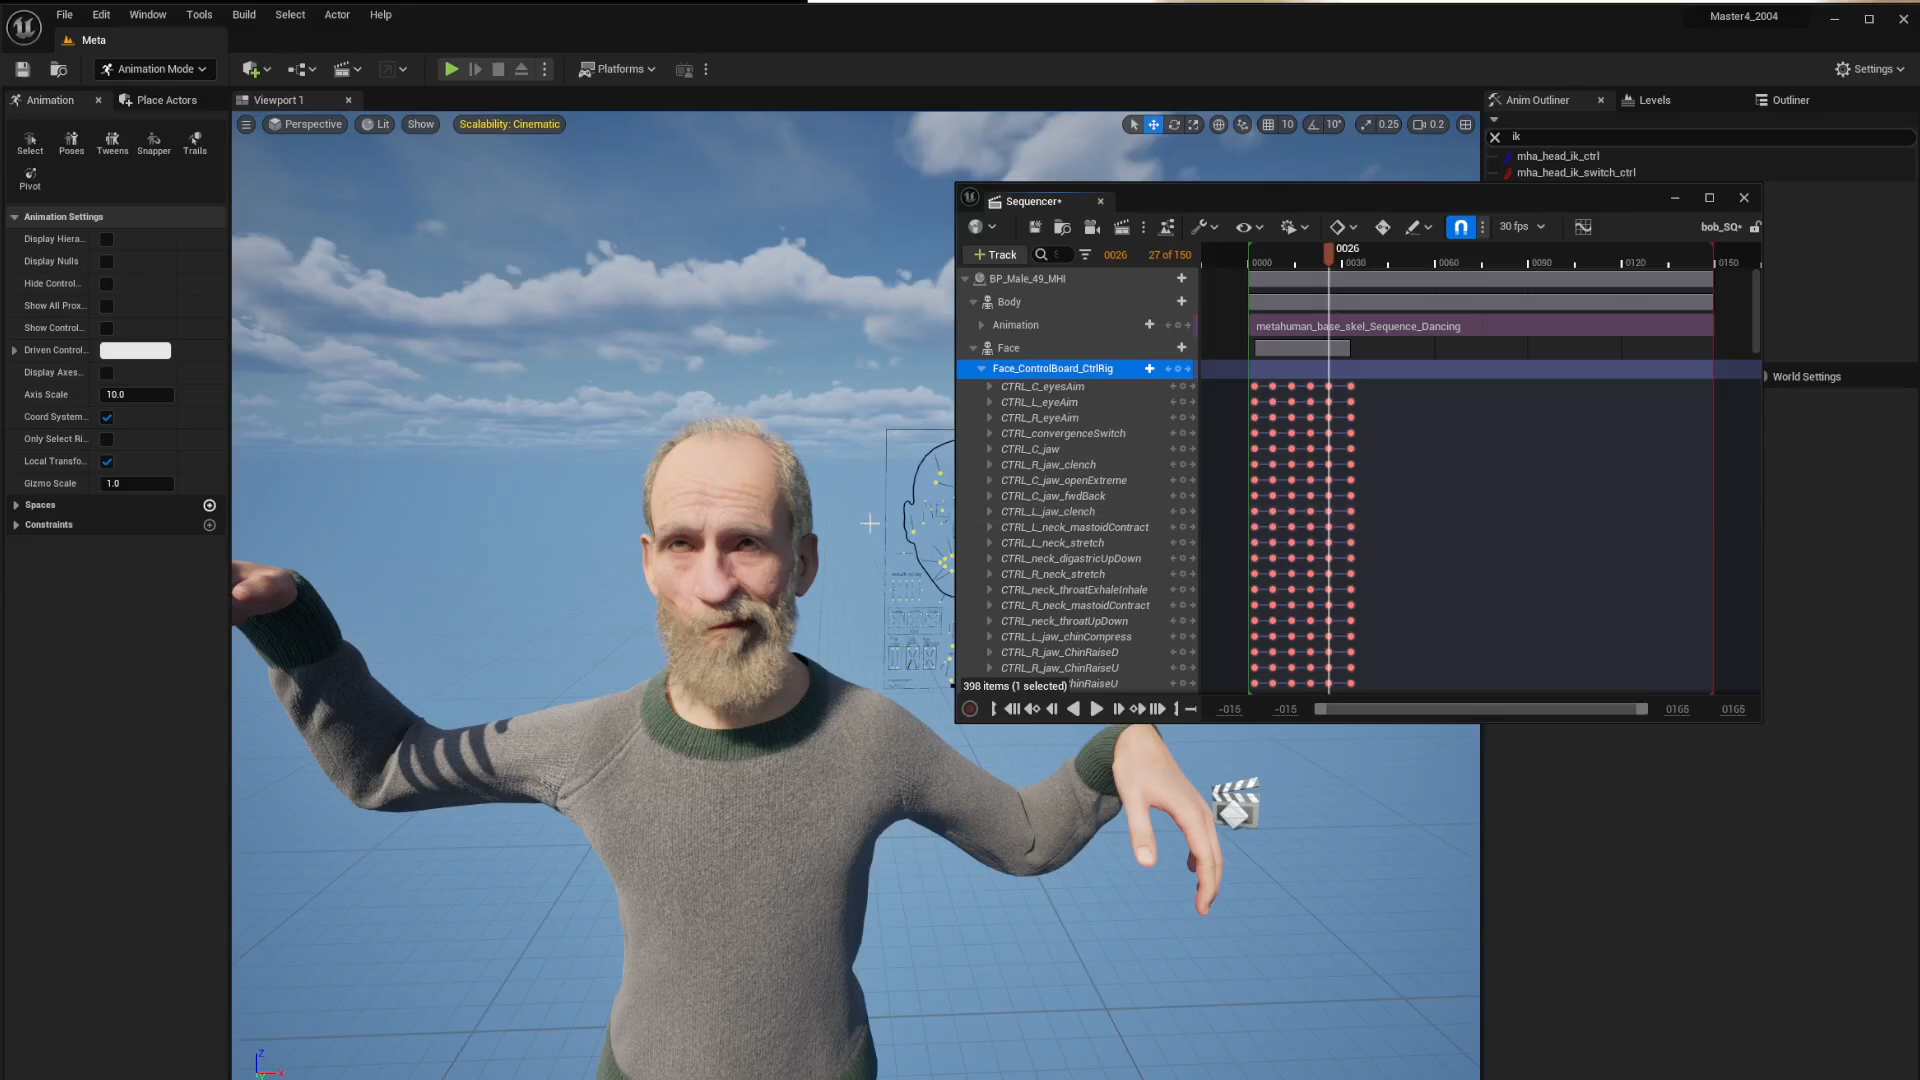 File Edit Window Tools Build Select Actor Help
Master4_2004
Meta
Animation Mode
Platforms
Settings
Animation
Place Actors
Viewport 1
Anim Outliner
Levels
Outliner
Perspective
Lit
Show
Scalability: Cinematic
10
10°
0.25
0.2
ik
mha_head_ik_ctrl
mha_head_ik_switch_ctrl
Select
Poses
Tweens
Snapper
Trails
Pivot
Animation Settings
Display Hiera...
Display Nulls
Hide Control...
Show All Prox...
Show Control...
Driven Control...
Display Axes...
Axis Scale 10.0
Coord System...
Only Select Ri...
Local Transfo...
Gizmo Scale 1.0
Spaces
Constraints
World Settings
Sequencer*
30 fps
bob_SQ*
+ Track
0026
27 of 150
0026
0000
0030
0060
0090
0120
0150
BP_Male_49_MHI
Body
Animation
metahuman_base_skel_Sequence_Dancing
Face
Face_ControlBoard_CtrlRig
CTRL_C_eyesAim
CTRL_L_eyeAim
CTRL_R_eyeAim
CTRL_convergenceSwitch
CTRL_C_jaw
CTRL_R_jaw_clench
CTRL_C_jaw_openExtreme
CTRL_C_jaw_fwdBack
CTRL_L_jaw_clench
CTRL_L_neck_mastoidContract
CTRL_L_neck_stretch
CTRL_neck_digastricUpDown
CTRL_R_neck_stretch
CTRL_neck_throatExhaleInhale
CTRL_R_neck_mastoidContract
CTRL_neck_throatUpDown
CTRL_L_jaw_chinCompress
CTRL_R_jaw_ChinRaiseD
CTRL_R_jaw_ChinRaiseU
398 items (1 selected)
hinRaiseU
-015
-015
0165
0165
Z
X